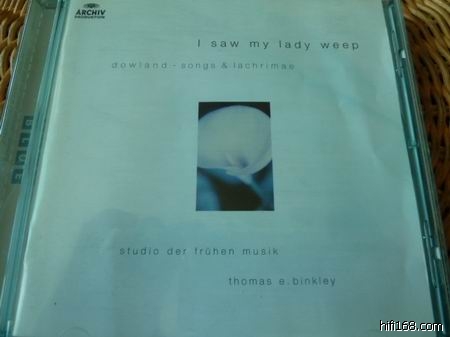 ARCHIV
PRODUKTION
I saw my lady weep
dowland - songs & lachrimae
studio der frühen musik
thomas e. binkley
hifi168.com